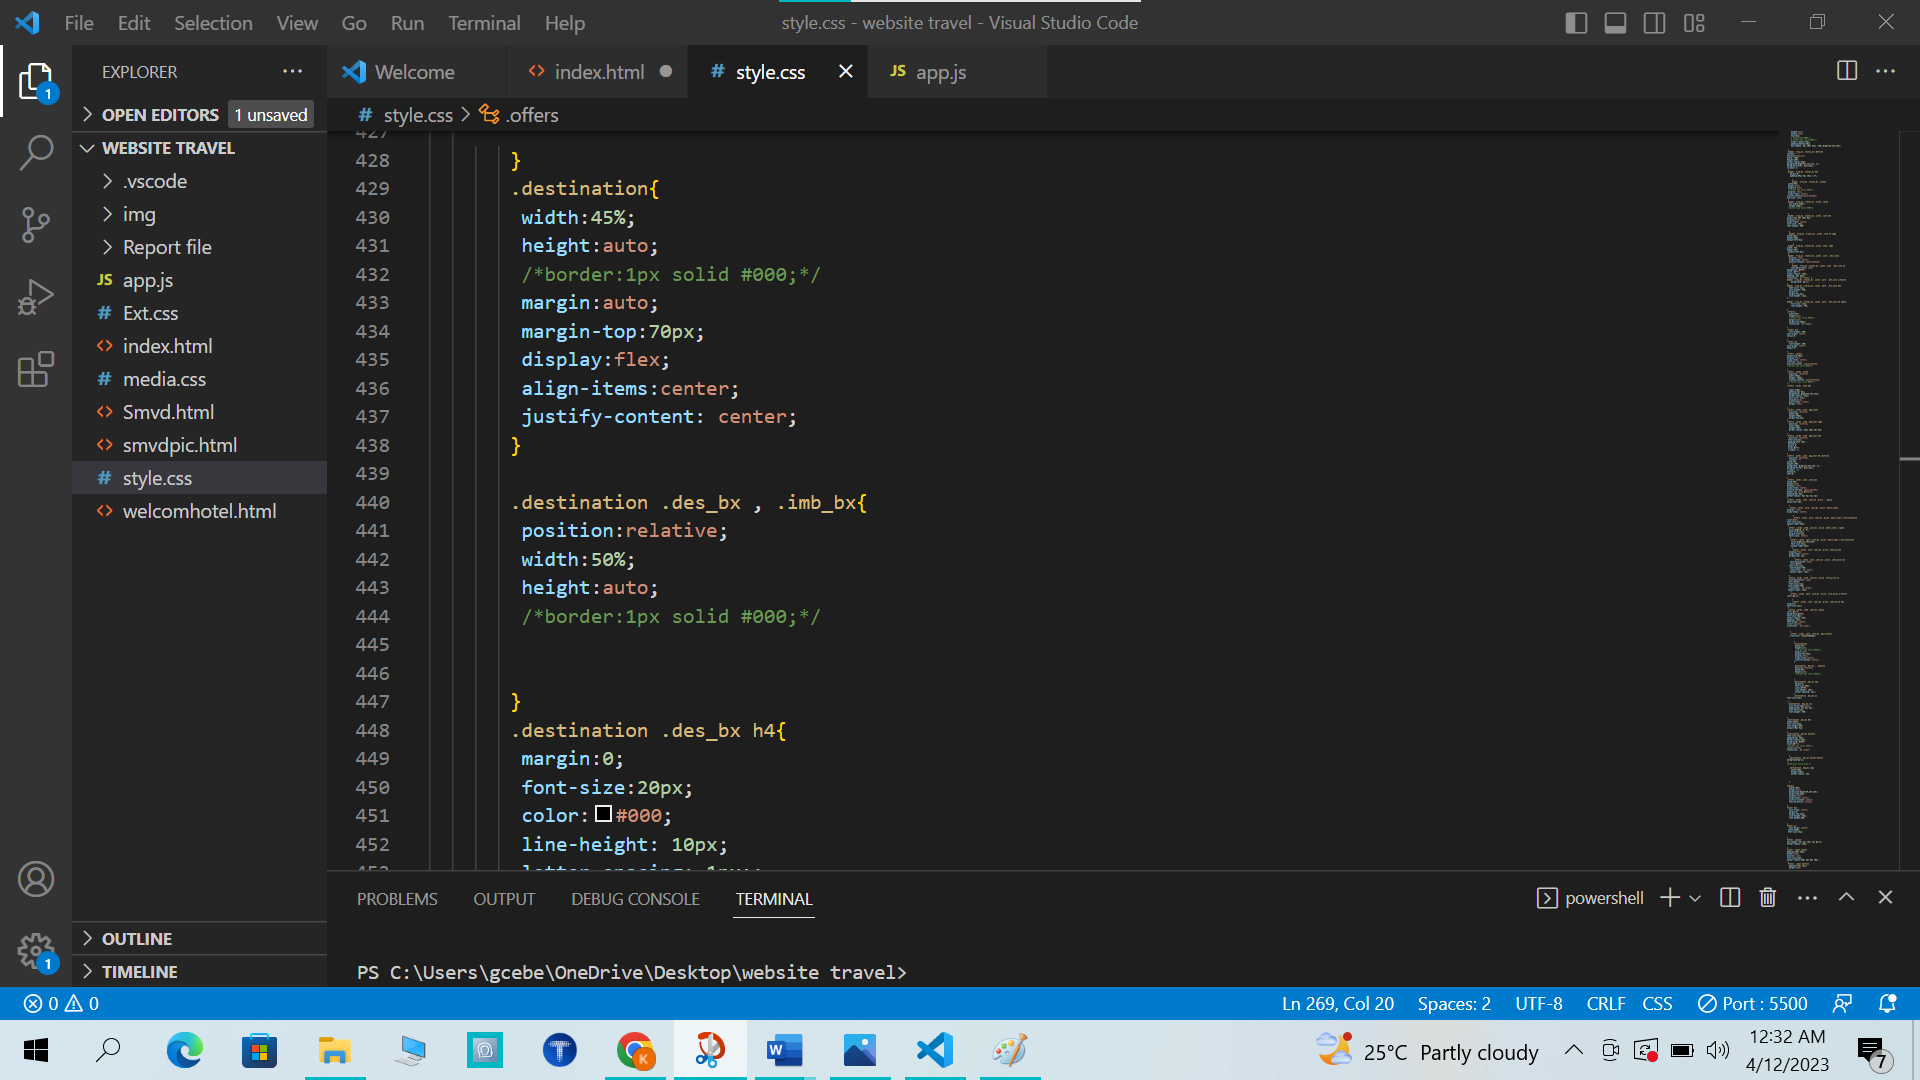 File Edit Selection View Go Run Terminal Help
style.css - website travel - Visual Studio Code
EXPLORER
Welcome
index.html
# style.css
JS app.js
1
OPEN EDITORS 1 unsaved
# style.css > .offers
WEBSITE TRAVEL
.vscode
img
Report file
JS app.js
# Ext.css
<> index.html
# media.css
<> Smvd.html
<> smvdpic.html
# style.css
<> welcomhotel.html
OUTLINE
TIMELINE
1
427
428 }
429 .destination{
430 width:45%;
431 height:auto;
432 /*border:1px solid #000;*/
433 margin:auto;
434 margin-top:70px;
435 display:flex;
436 align-items:center;
437 justify-content: center;
438 }
439
440 .destination .des_bx , .imb_bx{
441 position:relative;
442 width:50%;
443 height:auto;
444 /*border:1px solid #000;*/
445
446
447 }
448 .destination .des_bx h4{
449 margin:0;
450 font-size:20px;
451 color:#000;
452 line-height: 10px;
PROBLEMS OUTPUT DEBUG CONSOLE TERMINAL
powershell
PS C:\Users\gcebe\OneDrive\Desktop\website travel>
0 0
Ln 269, Col 20 Spaces: 2 UTF-8 CRLF CSS Port : 5500
25°C Partly cloudy
12:32 AM
4/12/2023
7